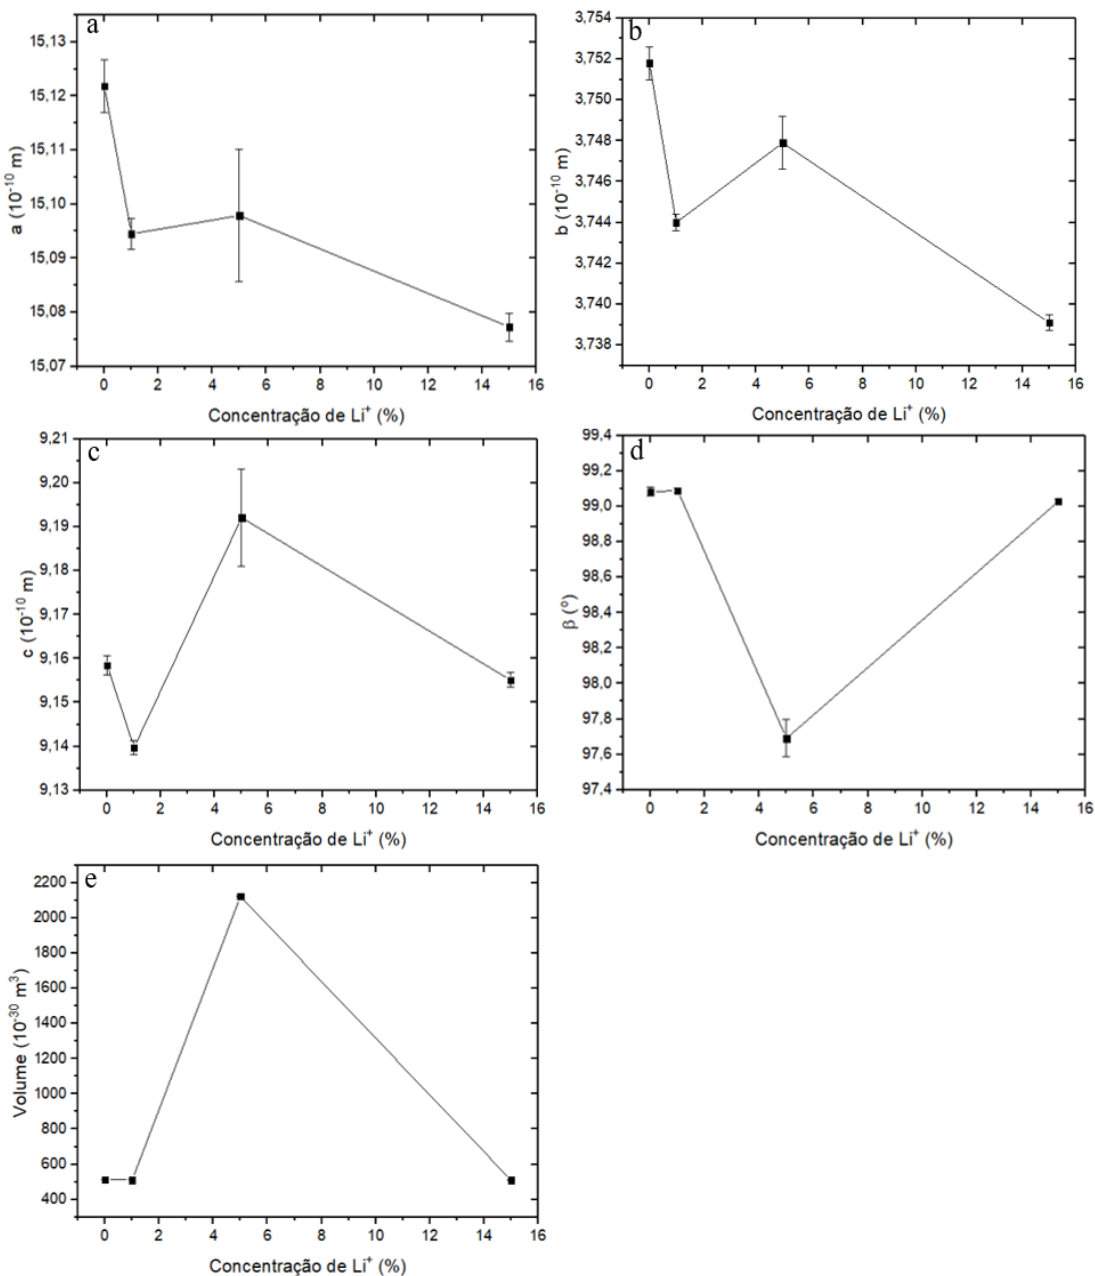 a
15,13
15,12
15,11
15,10
15,09
15,08
15,07
a (10⁻¹⁰ m)
0 2 4 6 8 10 12 14 16
Concentração de Li⁺ (%)
b
3,754
3,752
3,750
3,748
3,746
3,744
3,742
3,740
3,738
b (10⁻¹⁰ m)
0 2 4 6 8 10 12 14 16
Concentração de Li⁺ (%)
c
9,21
9,20
9,19
9,18
9,17
9,16
9,15
9,14
9,13
c (10⁻¹⁰ m)
0 2 4 6 8 10 12 14 16
Concentração de Li⁺ (%)
d
99,4
99,2
99,0
98,8
98,6
98,4
98,2
98,0
97,8
97,6
97,4
β (°)
0 2 4 6 8 10 12 14 16
Concentração de Li⁺ (%)
e
2200
2000
1800
1600
1400
1200
1000
800
600
400
Volume (10⁻³⁰ m³)
0 2 4 6 8 10 12 14 16
Concentração de Li⁺ (%)